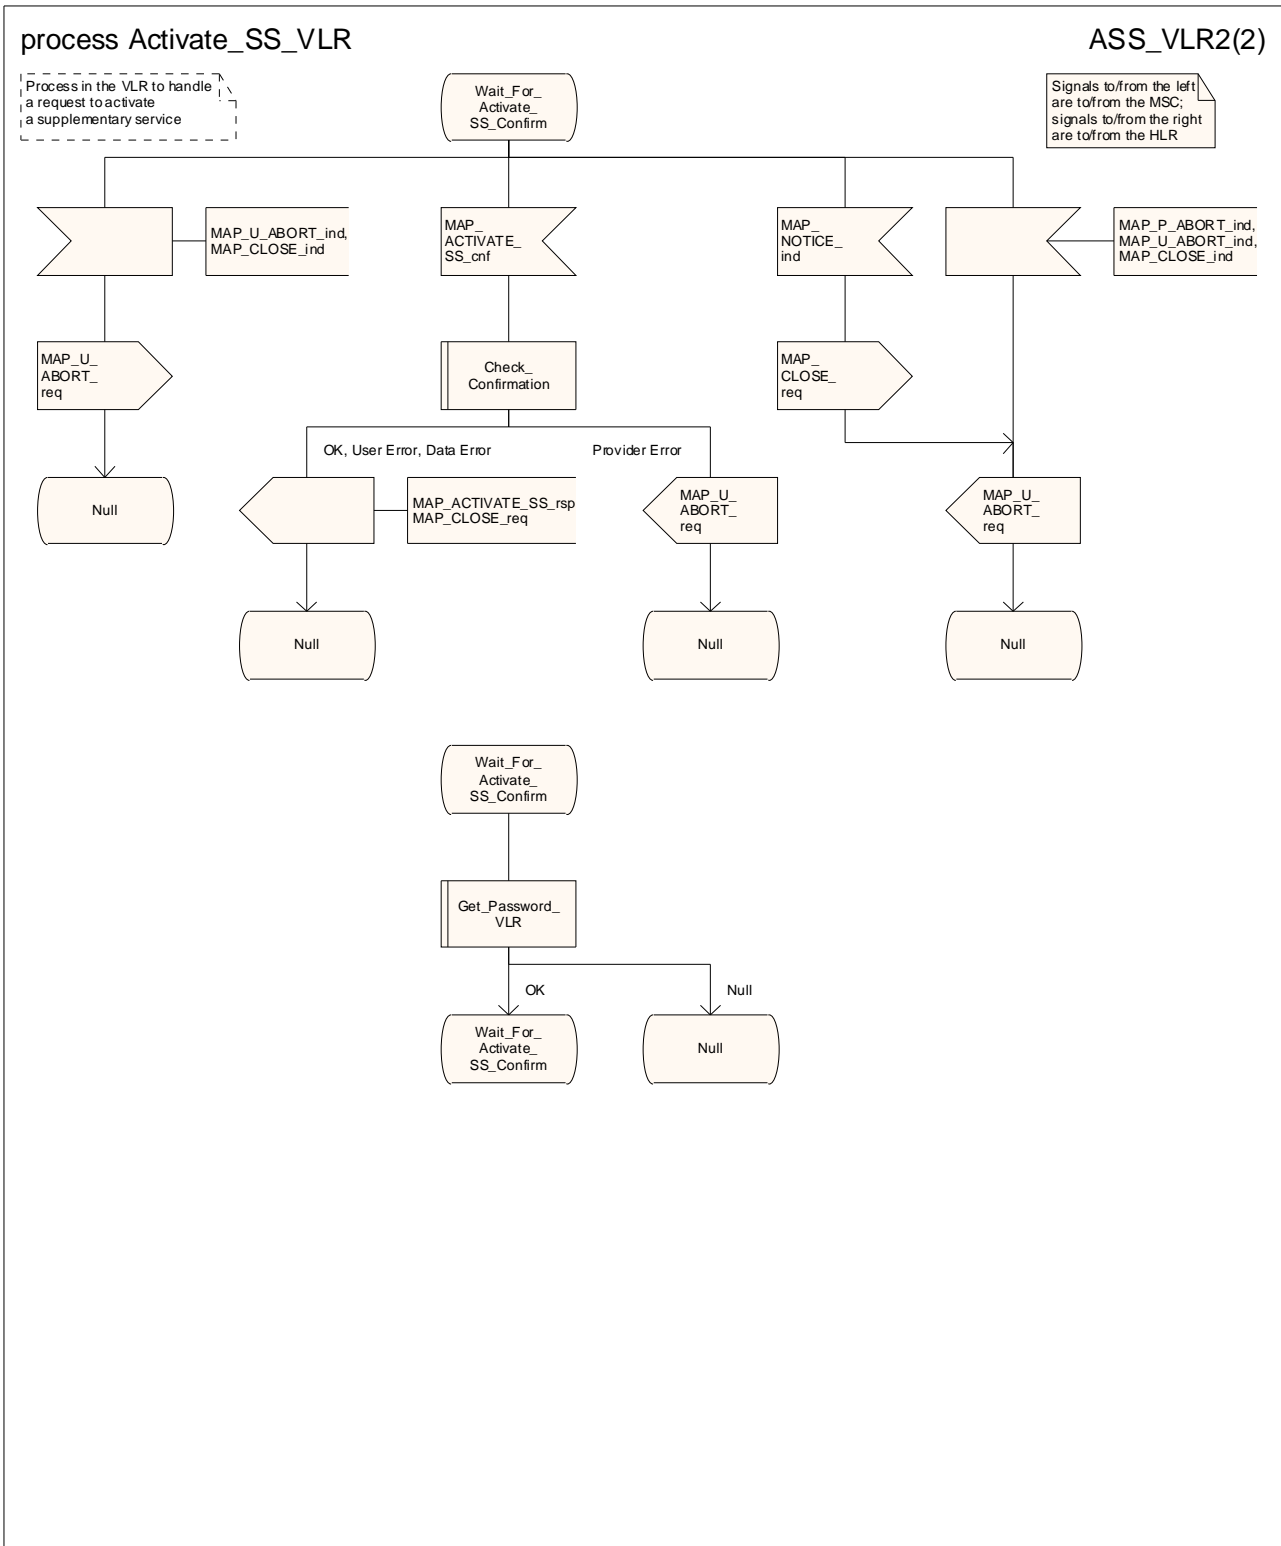 process Activate_SS_VLR
ASS_VLR2(2)
Process in the VLR to handle
a request to activate
a supplementary service
Wait_For_
Activate_
SS_Confirm
Signals to/from the left
are to/from the MSC;
signals to/from the right
are to/from the HLR
MAP_U_ABORT_ind,
MAP_CLOSE_ind
MAP_
ACTIVATE_
SS_cnf
MAP_
NOTICE_
ind
MAP_P_ABORT_ind,
MAP_U_ABORT_ind,
MAP_CLOSE_ind
MAP_U_
ABORT_
req
Check_
Confirmation
MAP_
CLOSE_
req
OK, User Error, Data Error
Provider Error
Null
MAP_ACTIVATE_SS_rsp
MAP_CLOSE_req
MAP_U_
ABORT_
req
MAP_U_
ABORT_
req
Null
Null
Null
Wait_For_
Activate_
SS_Confirm
Get_Password_
VLR
OK
Null
Wait_For_
Activate_
SS_Confirm
Null